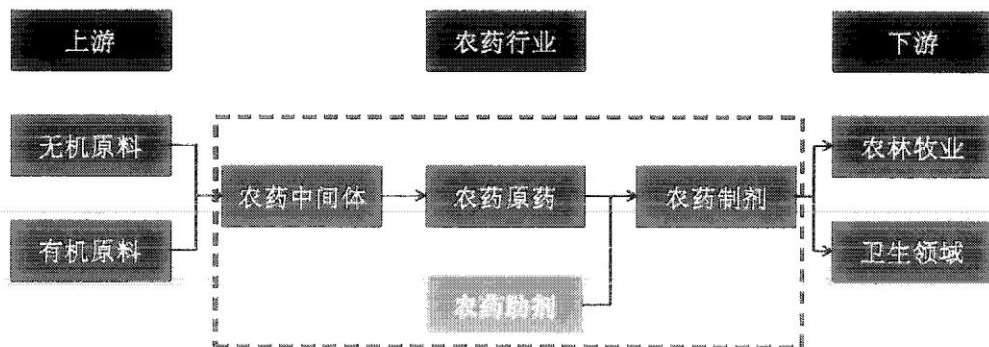 上游
农药行业
下游
无机原料
农林牧业
农药中间体
农药原药
农药制剂
有机原料
卫生领域
农药助剂